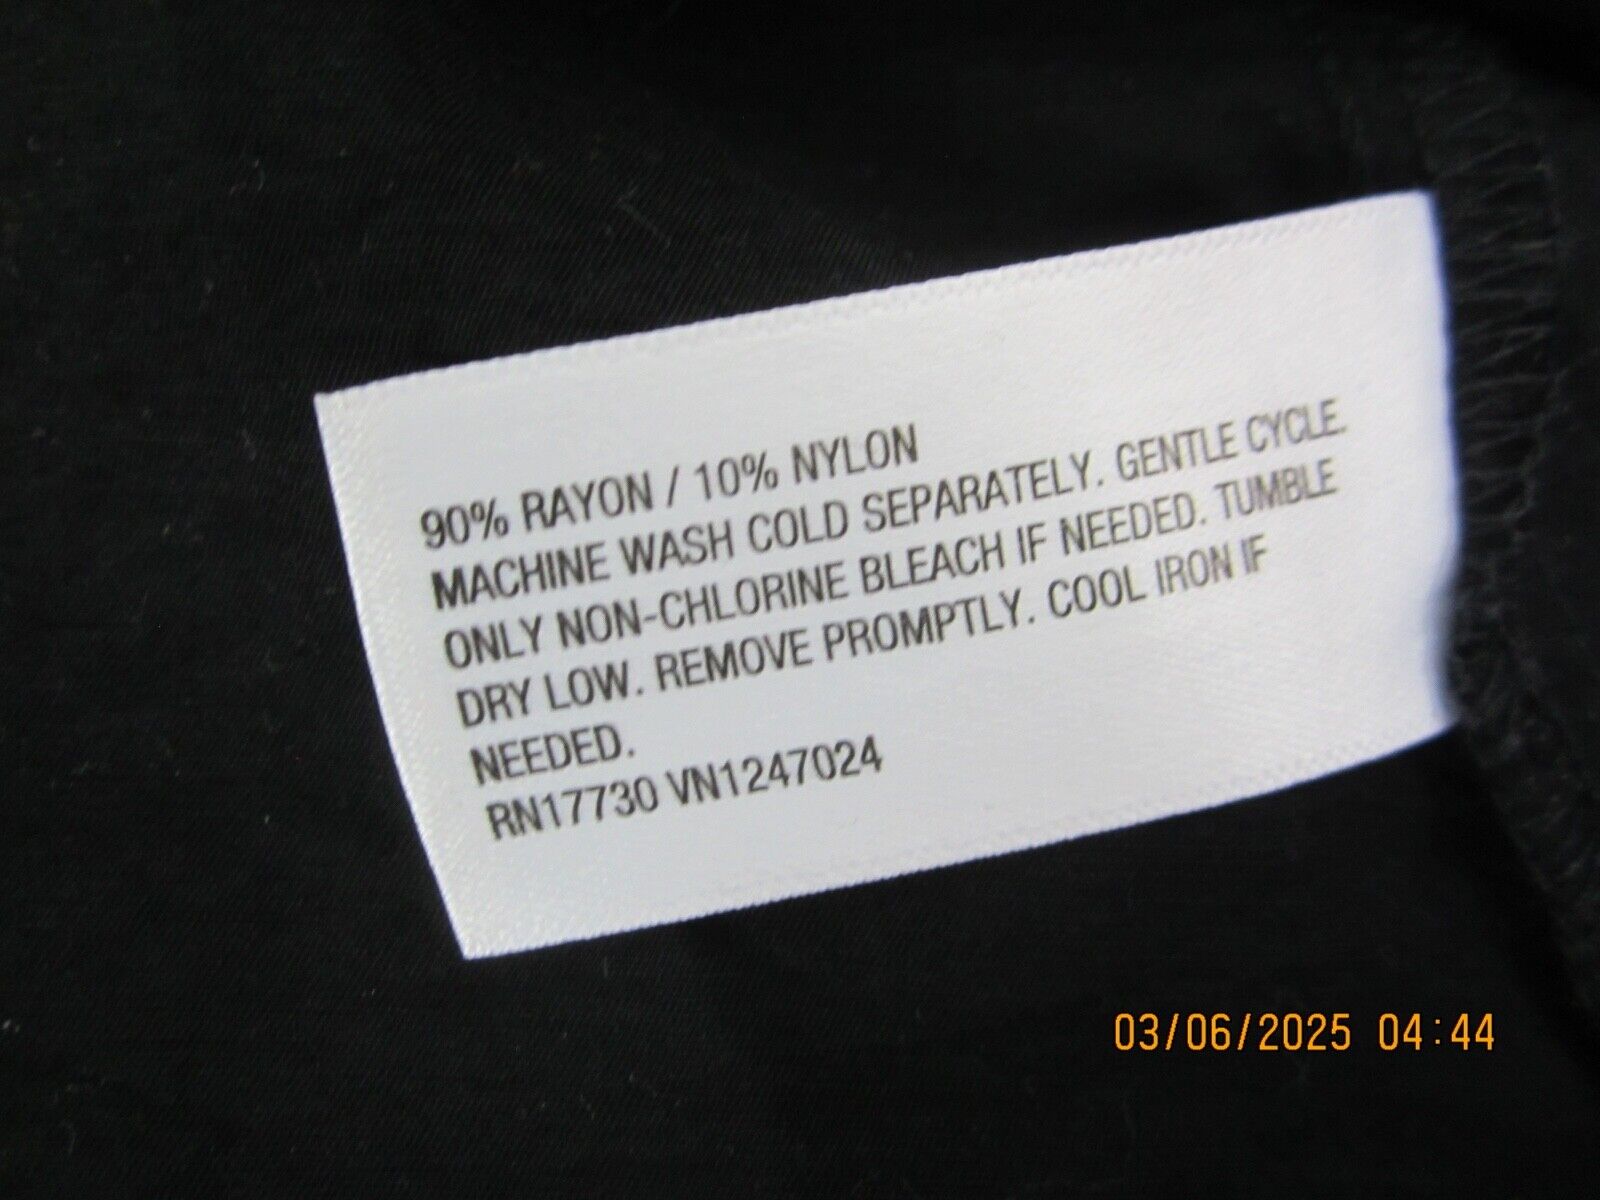 90% RAYON / 10% NYLON
MACHINE WASH COLD SEPARATELY. GENTLE CYCLE.
ONLY NON-CHLORINE BLEACH IF NEEDED. TUMBLE
DRY LOW. REMOVE PROMPTLY. COOL IRON IF
NEEDED.
RN17730 VN1247024
03/06/2025 04:44